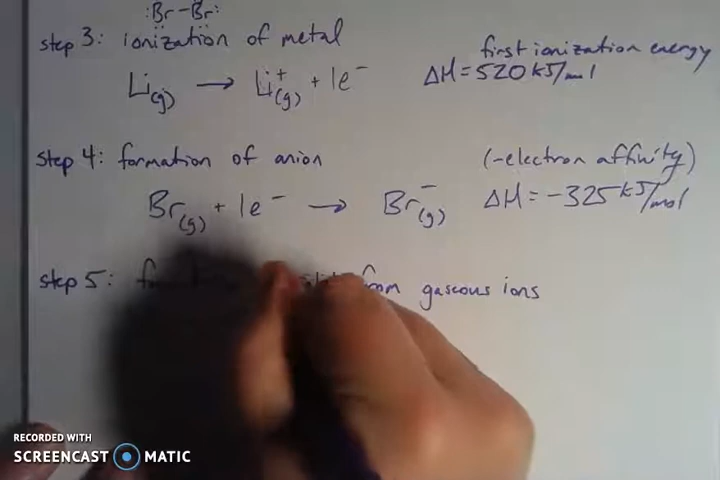 :Br-Br:
step 3: ionization of metal
first ionization energy
Li(g) → Li+(g) + 1e− ΔH = 520 kJ/mol
step 4: formation of anion (-electron affinity)
Br(g) + 1e− → Br−(g) ΔH = -325 kJ/mol
step 5: from gaseous ions
RECORDED WITH
SCREENCAST MATIC